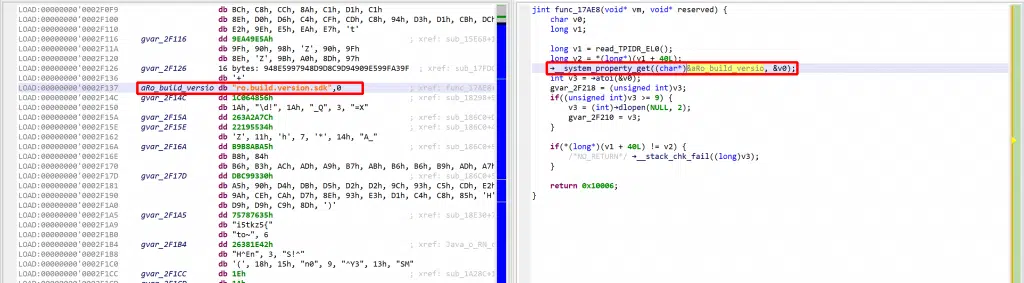 LOAD:00000000'0002F0F9 db BCh, C8h, CCh, 8Ah, C1h, D1h, C1h
LOAD:00000000'0002F100 db 8Eh, D0h, D6h, C4h, CFh, CDh, C8h, 94h, D3h, D1h, CBh, DCh
LOAD:00000000'0002F110 db E2h, 9Eh, E5h, EAh, E7h, 't'
LOAD:00000000'0002F116 gvar_2F116 dd 9EA49E5Ah ; xref: sub_15E68+
LOAD:00000000'0002F11A db 9Fh, 90h, 98h, 'Z', 90h, 9Fh
LOAD:00000000'0002F120 db 8Eh, 'Z', 9Bh, A0h, 8Dh, 97h
LOAD:00000000'0002F126 gvar_2F126 16 bytes: 948E5997948D9D8C9D94909E599FA39F ; xref: sub_17FD
LOAD:00000000'0002F136 db '+'
LOAD:00000000'0002F137 aRo_build_versio db "ro.build.version.sdk",0 ; xref: func_17AE8
LOAD:00000000'0002F14C gvar_2F14C dd 1C064856h ; xref: sub_18298+
LOAD:00000000'0002F150 db 1Ah, "\d!", 1Ah, "_Q", 3, "=X"
LOAD:00000000'0002F15A gvar_2F15A dd 263A2A7Ch ; xref: sub_186C0+
LOAD:00000000'0002F15E gvar_2F15E dd 22195534h ; xref: sub_186C0+
LOAD:00000000'0002F162 db 'Z', 11h, 'h', 7, '*', 14h, "A_"
LOAD:00000000'0002F16A gvar_2F16A dd B9B8ABA5h ; xref: sub_186C0+
LOAD:00000000'0002F16E db B8h, 84h
LOAD:00000000'0002F170 db B6h, B3h, ACh, ADh, A9h, B7h, ABh, B6h, B6h, B9h, ADh, A7h
LOAD:00000000'0002F17D gvar_2F17D dd DBC99330h ; xref: sub_186C0+
LOAD:00000000'0002F181 db A5h, 90h, D4h, Dbh, D5h, D2h, D2h, 9Ch, 93h, C5h, CDh, E2h
LOAD:00000000'0002F190 db 9Ah, CEh, CAh, D7h, 8Eh, 93h, E3h, D1h, C4h, C8h, 85h, 'H'
LOAD:00000000'0002F1A0 db D9h, D9h, C9h, 8Dh, ')'
LOAD:00000000'0002F1A5 gvar_2F1A5 dd 75787635h ; xref: sub_18E30+
LOAD:00000000'0002F1A9 db "i5tkz5{"
LOAD:00000000'0002F1B0 db "to~", 6
LOAD:00000000'0002F1B4 gvar_2F1B4 dd 26381E42h ; xref: Java_o_RN_
LOAD:00000000'0002F1B8 db "H^En", 3, "S!^"
LOAD:00000000'0002F1C0 db '(', 18h, 15h, "n0", 9, "^Y3", 13h, "SM"
LOAD:00000000'0002F1CC gvar_2F1CC dd 1Eh ; xref: sub_1A28C+
jint func_17AE8(void* vm, void* reserved) {
char v0;
long v1;
long v1 = read_TPIDR_EL0();
long v2 = *(long*)(v1 + 40L);
→__system_property_get((char*)&aRo_build_versio, &v0);
int v3 = →atoi(&v0);
gvar_2F218 = (unsigned int)v3;
if((unsigned int)v3 >= 9) {
v3 = (int)→dlopen(NULL, 2);
gvar_2F210 = v3;
}
if(*(long*)(v1 + 40L) != v2) {
/*NO_RETURN*/ →__stack_chk_fail((long)v3);
}
return 0x10006;
}